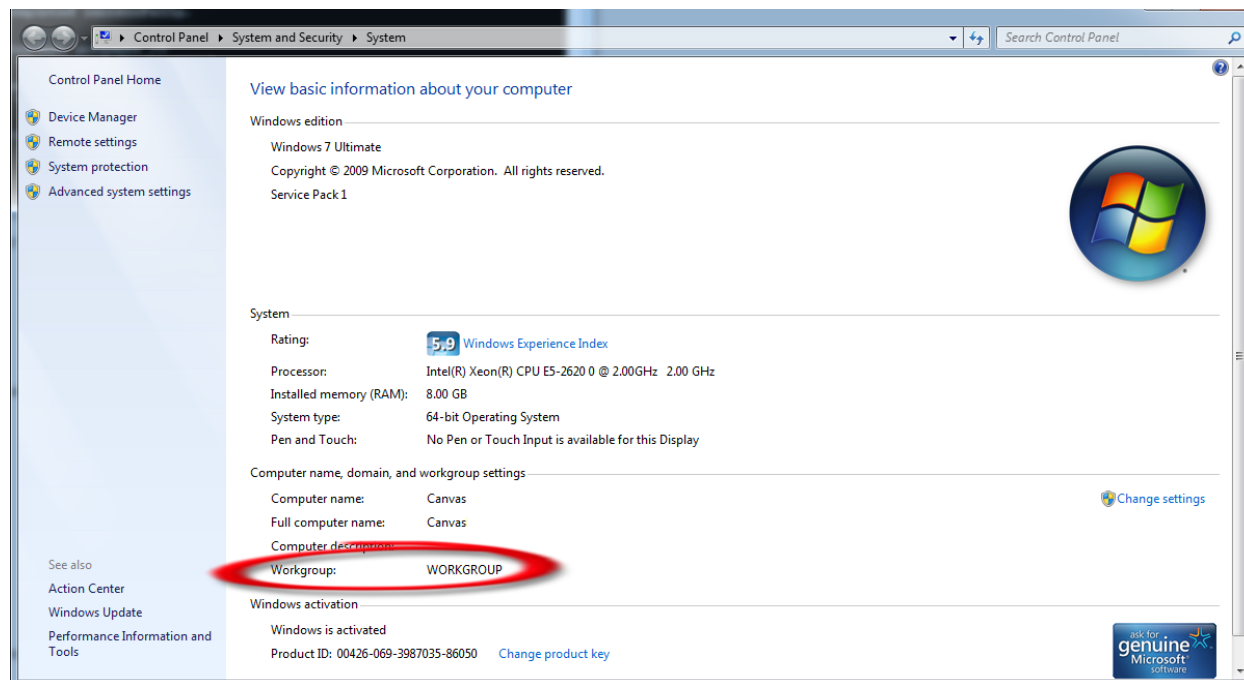 Control Panel ▸ System and Security ▸ System
Search Control Panel
Control Panel Home
Device Manager
Remote settings
System protection
Advanced system settings
See also
Action Center
Windows Update
Performance Information and
Tools
View basic information about your computer
Windows edition
Windows 7 Ultimate
Copyright © 2009 Microsoft Corporation. All rights reserved.
Service Pack 1
System
Rating: 5.9 Windows Experience Index
Processor: Intel(R) Xeon(R) CPU E5-2620 0 @ 2.00GHz 2.00 GHz
Installed memory (RAM): 8.00 GB
System type: 64-bit Operating System
Pen and Touch: No Pen or Touch Input is available for this Display
Computer name, domain, and workgroup settings
Computer name: Canvas
Change settings
Full computer name: Canvas
Computer description:
Workgroup: WORKGROUP
Windows activation
Windows is activated
Product ID: 00426-069-3987035-86050 Change product key
ask for
genuine
Microsoft
software